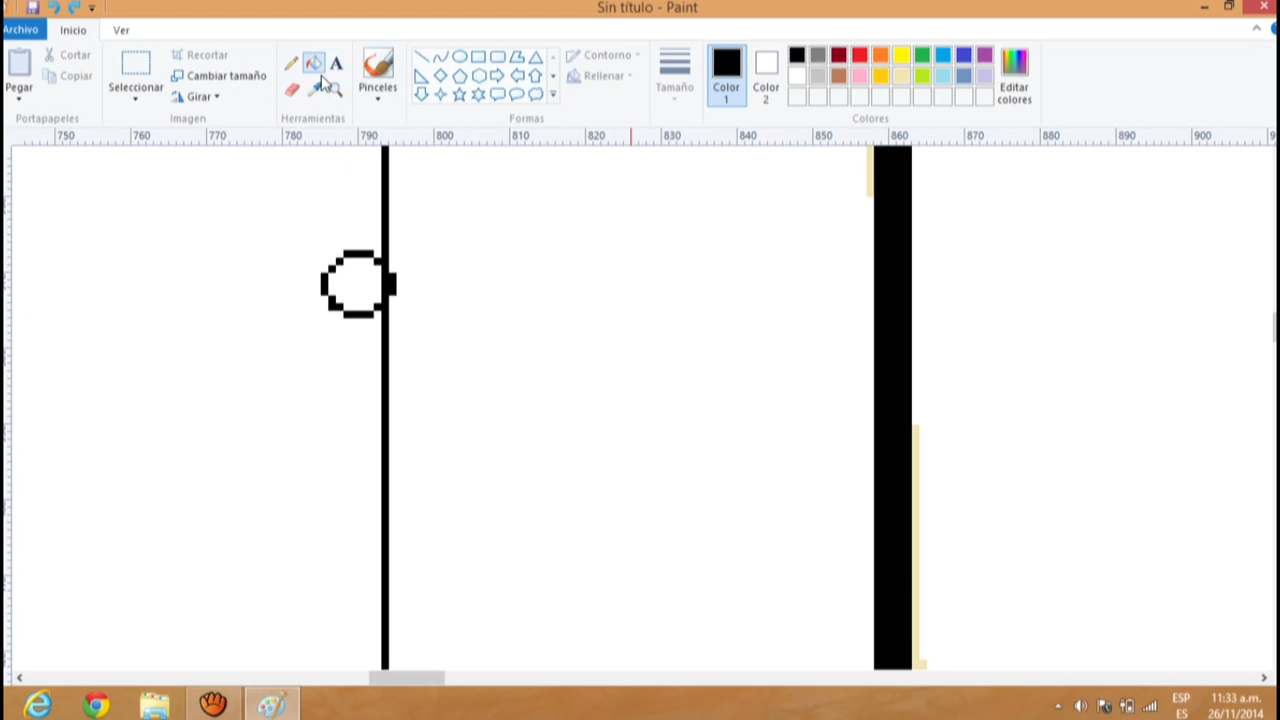 Sin título - Paint
Archivo Inicio Ver
Pegar
Cortar
Copiar
Portapapeles
Seleccionar
Recortar
Cambiar tamaño
Girar
Imagen
A
Herramientas
Pinceles
Contorno
Rellenar
Formas
Tamaño
Color 1
Color 2
Editar colores
Colores
750 760 770 780 790 800 810 820 830 840 850 860 870 880 890 900
ESP
ES
11:33 a.m.
26/11/2014